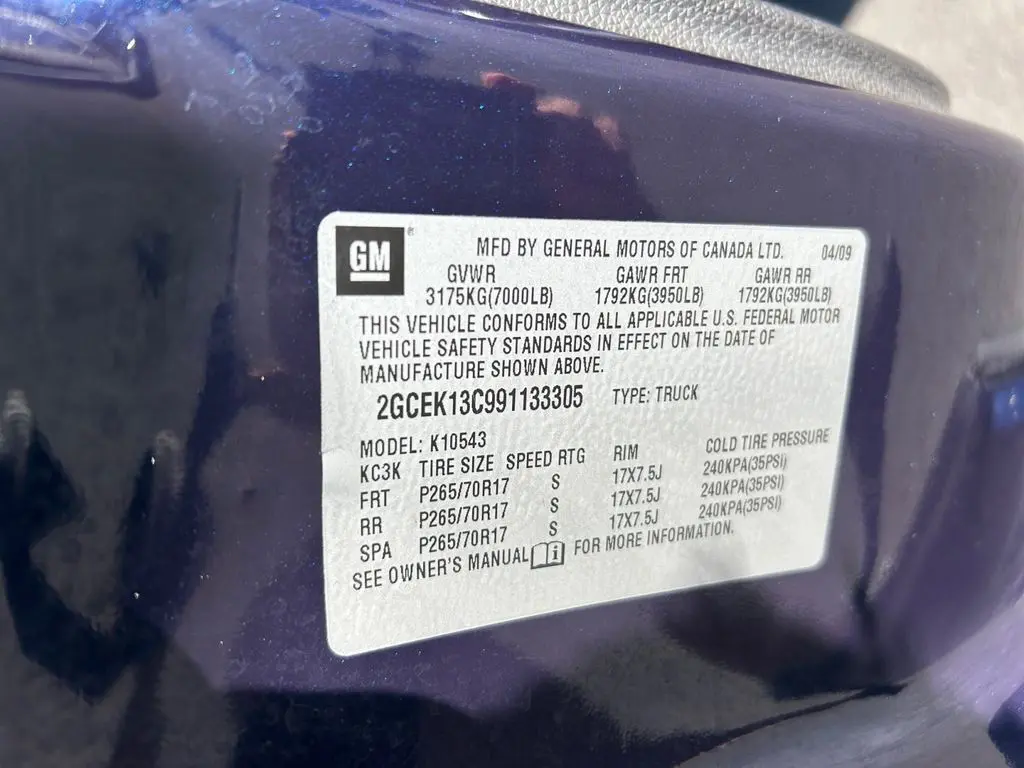 GM®
MFD BY GENERAL MOTORS OF CANADA LTD. 04/09
GVWR GAWR FRT GAWR RR
3175KG(7000LB) 1792KG(3950LB) 1792KG(3950LB)
THIS VEHICLE CONFORMS TO ALL APPLICABLE U.S. FEDERAL MOTOR
VEHICLE SAFETY STANDARDS IN EFFECT ON THE DATE OF
MANUFACTURE SHOWN ABOVE.
2GCEK13C991133305 TYPE: TRUCK
MODEL: K10543
KC3K TIRE SIZE SPEED RTG RIM COLD TIRE PRESSURE
FRT P265/70R17 S 17X7.5J 240KPA(35PSI)
RR P265/70R17 S 17X7.5J 240KPA(35PSI)
SPA P265/70R17 S 17X7.5J 240KPA(35PSI)
SEE OWNER'S MANUAL i FOR MORE INFORMATION.